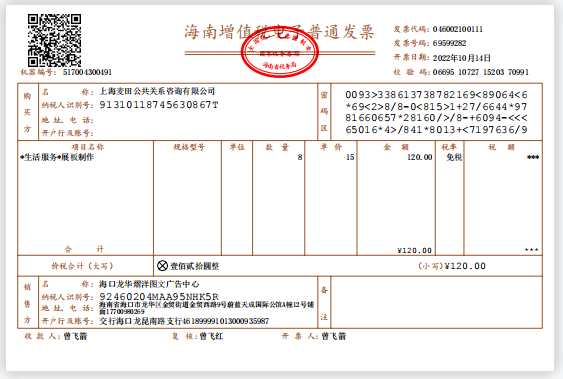 海南增值税电子普通发票
全国统一发票监制章
国家税务总局
海南省税务局
发票代码: 046002100111
发票号码: 69599282
开票日期: 2022年10月14日
校 验 码: 06695 10727 15203 70991
机器编号: 517004300491
购买方
名 称: 上海麦田公共关系咨询有限公司
纳税人识别号: 91310118745630867T
地 址、电 话:
开户行及账号:
密码区
0093>338613738782169<89064<6
*69<2>8/8-0<815>1+27/6644*97
81660657*28160/>/8-+6094-<<<
65016*4>/841*8013+<7197636/9
项目名称 规格型号 单位 数 量 单 价 金 额 税率 税 额
*生活服务*展板制作 8 15 120.00 免税 ***
合 计 ¥120.00 ***
价税合计（大写） ⊗壹佰贰拾圆整 (小写)¥120.00
销售方
名 称: 海口龙华熠洋图文广告中心
纳税人识别号: 92460204MAA95NHK5R
地 址、电 话: 海南省海口市龙华区金贸街道金贸西路9号蔚蓝天成国际公馆A幢12号铺面17700980269
开户行及账号: 交行海口龙昆南路支行461899991013000935987
备注
收 款 人: 曾飞箭 复 核: 曾飞红 开 票 人: 曾飞箭